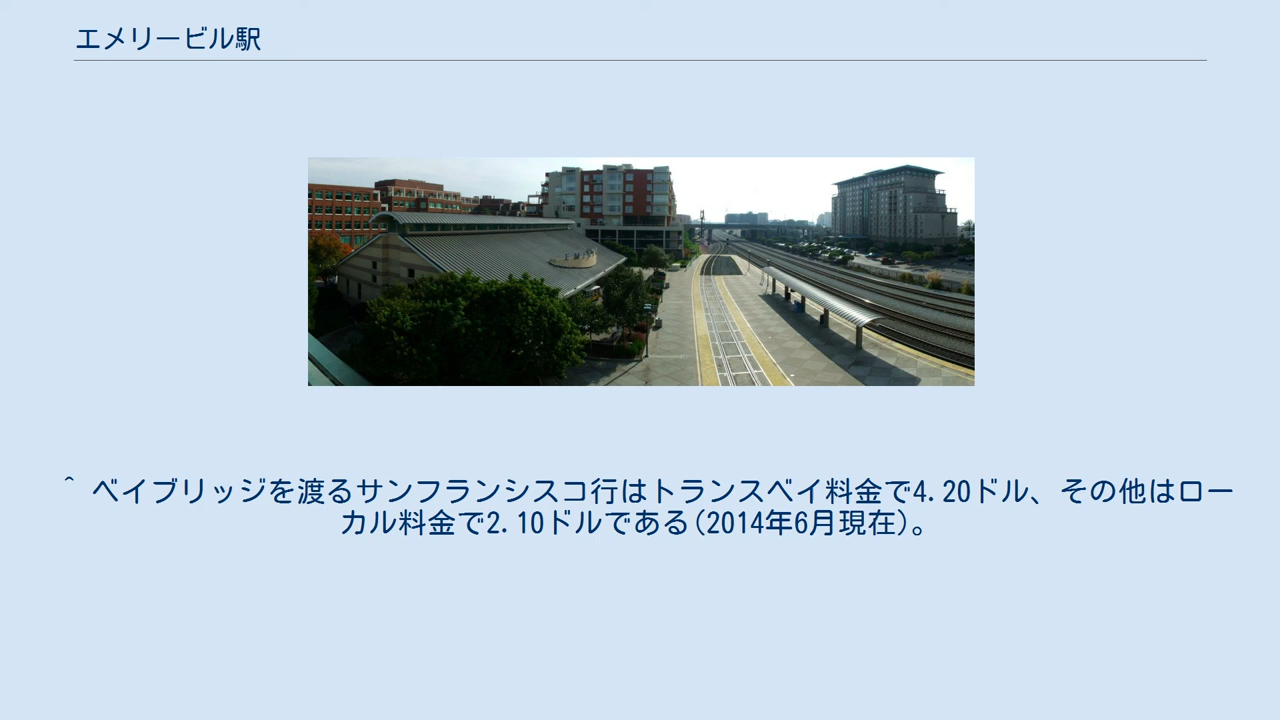 エメリービル駅
^ ベイブリッジを渡るサンフランシスコ行はトランスベイ料金で4.20ドル、その他はロー
カル料金で2.10ドルである(2014年6月現在)。